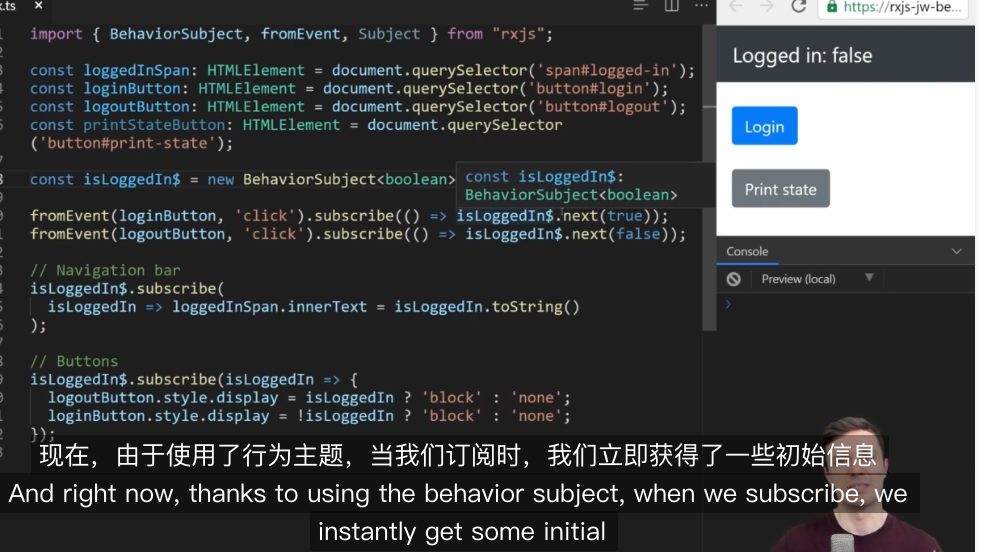 x.ts
https://rxjs-jw-be...
import { BehaviorSubject, fromEvent, Subject } from "rxjs";
const loggedInSpan: HTMLElement = document.querySelector('span#logged-in');
const loginButton: HTMLElement = document.querySelector('button#login');
const logoutButton: HTMLElement = document.querySelector('button#logout');
const printStateButton: HTMLElement = document.querySelector
('button#print-state');
const isLoggedIn$ = new BehaviorSubject<boolean>
const isLoggedIn$:
BehaviorSubject<boolean>
fromEvent(loginButton, 'click').subscribe(() => isLoggedIn$.next(true));
fromEvent(logoutButton, 'click').subscribe(() => isLoggedIn$.next(false));
// Navigation bar
isLoggedIn$.subscribe(
isLoggedIn => loggedInSpan.innerText = isLoggedIn.toString()
);
// Buttons
isLoggedIn$.subscribe(isLoggedIn => {
logoutButton.style.display = isLoggedIn ? 'block' : 'none';
loginButton.style.display = !isLoggedIn ? 'block' : 'none';
});
Logged in: false
Login
Print state
Console
Preview (local)
现在，由于使用了行为主题，当我们订阅时，我们立即获得了一些初始信息
And right now, thanks to using the behavior subject, when we subscribe, we
instantly get some initial